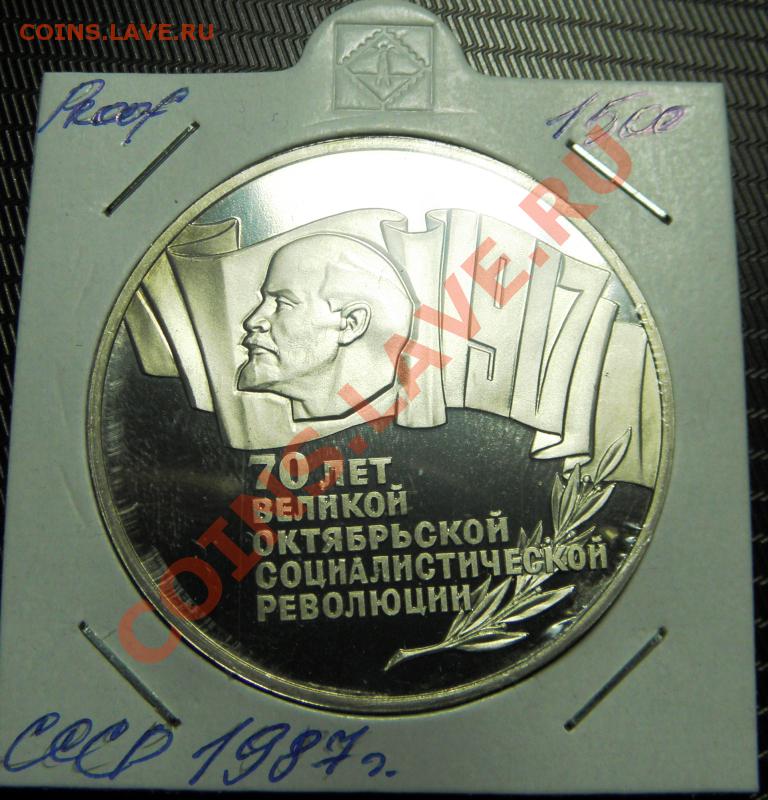 COINS.LAVE.RU
Proof
1500
1917
70 ЛЕТ
ВЕЛИКОЙ
ОКТЯБРЬСКОЙ
СОЦИАЛИСТИЧЕСКОЙ
РЕВОЛЮЦИИ
COINS.LAVE.RU
СССР 1987г.